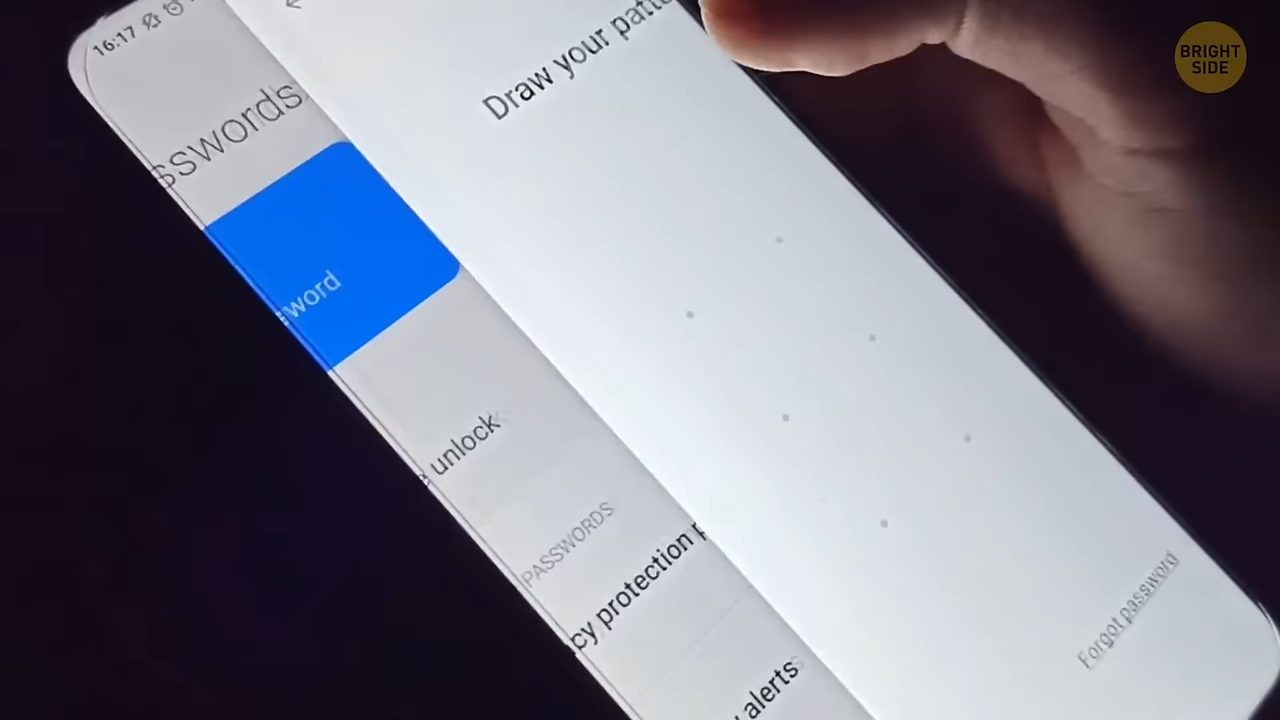 16:17
sswords
word
unlock
PASSWORDS
cy protection p
alerts
Draw your patte
Forgot password
BRIGHT
SIDE